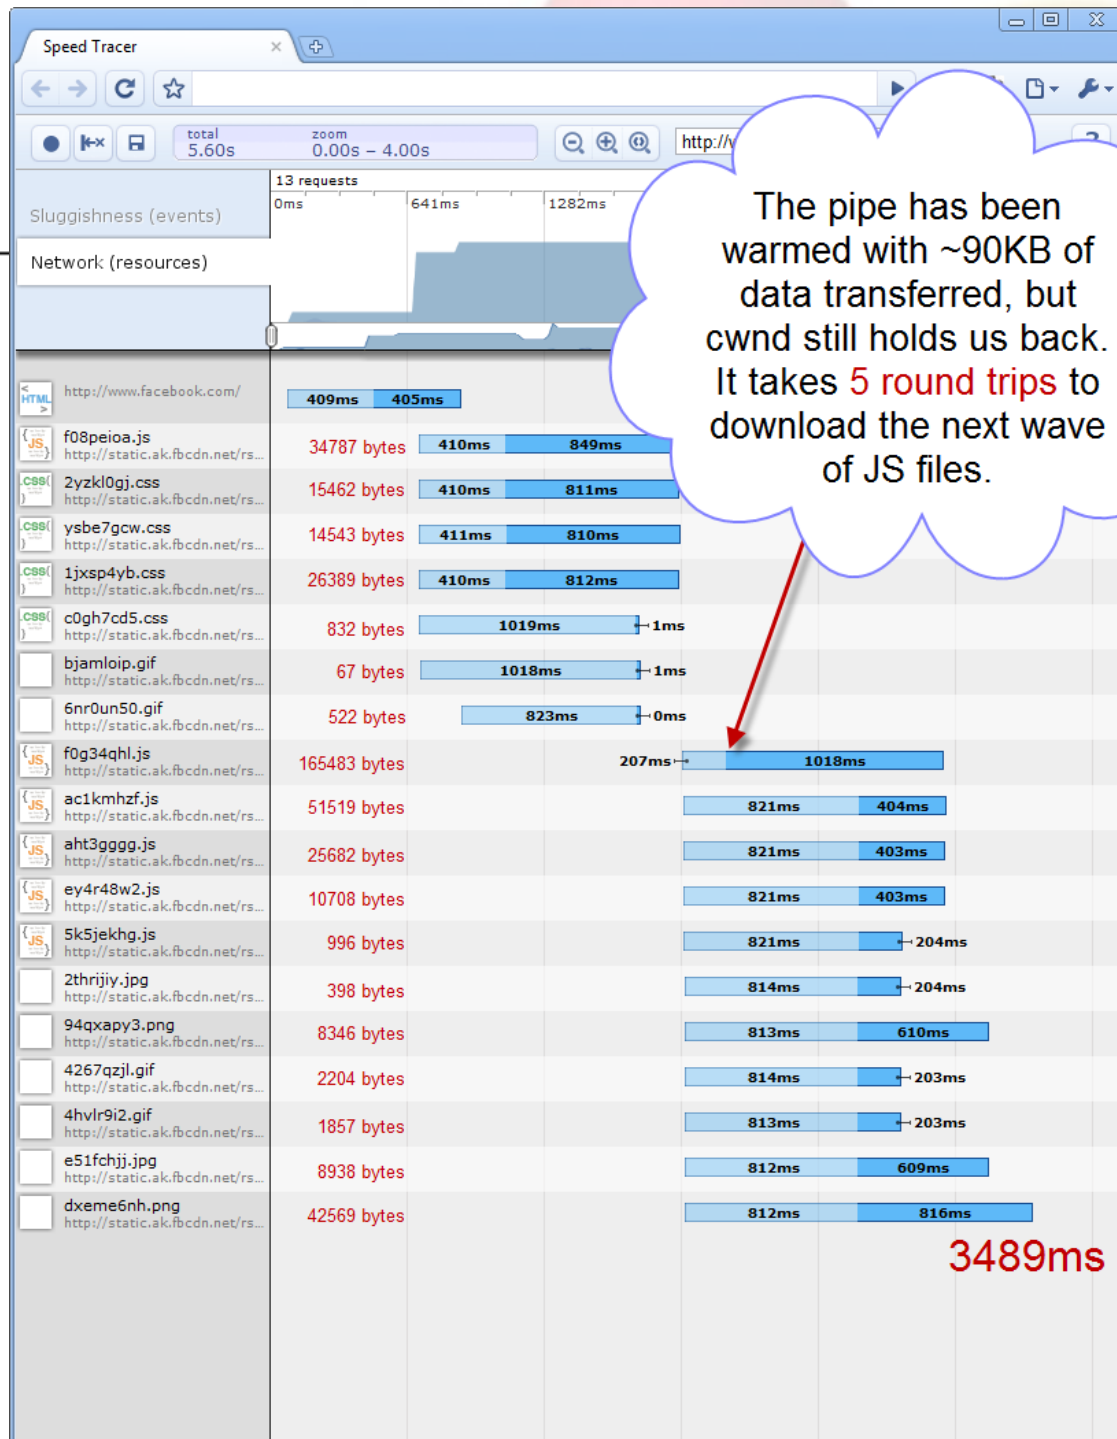 Speed Tracer
total
5.60s
zoom
0.00s – 4.00s
13 requests
0ms
641ms
1282ms
Sluggishness (events)
Network (resources)
The pipe has been
warmed with ~90KB of
data transferred, but
cwnd still holds us back.
It takes 5 round trips to
download the next wave
of JS files.
http://www.facebook.com/
409ms 405ms
f08peioa.js
http://static.ak.fbcdn.net/rs...
34787 bytes 410ms 849ms
2yzkl0gj.css
http://static.ak.fbcdn.net/rs...
15462 bytes 410ms 811ms
ysbe7gcw.css
http://static.ak.fbcdn.net/rs...
14543 bytes 411ms 810ms
1jxsp4yb.css
http://static.ak.fbcdn.net/rs...
26389 bytes 410ms 812ms
c0gh7cd5.css
http://static.ak.fbcdn.net/rs...
832 bytes 1019ms 1ms
bjamloip.gif
http://static.ak.fbcdn.net/rs...
67 bytes 1018ms 1ms
6nr0un50.gif
http://static.ak.fbcdn.net/rs...
522 bytes 823ms 0ms
f0g34qhl.js
http://static.ak.fbcdn.net/rs...
165483 bytes 207ms 1018ms
ac1kmhzf.js
http://static.ak.fbcdn.net/rs...
51519 bytes 821ms 404ms
aht3gggg.js
http://static.ak.fbcdn.net/rs...
25682 bytes 821ms 403ms
ey4r48w2.js
http://static.ak.fbcdn.net/rs...
10708 bytes 821ms 403ms
5k5jekhg.js
http://static.ak.fbcdn.net/rs...
996 bytes 821ms 204ms
2thrijiy.jpg
http://static.ak.fbcdn.net/rs...
398 bytes 814ms 204ms
94qxapy3.png
http://static.ak.fbcdn.net/rs...
8346 bytes 813ms 610ms
4267qzjl.gif
http://static.ak.fbcdn.net/rs...
2204 bytes 814ms 203ms
4hvlr9i2.gif
http://static.ak.fbcdn.net/rs...
1857 bytes 813ms 203ms
e51fchjj.jpg
http://static.ak.fbcdn.net/rs...
8938 bytes 812ms 609ms
dxeme6nh.png
http://static.ak.fbcdn.net/rs...
42569 bytes 812ms 816ms
3489ms